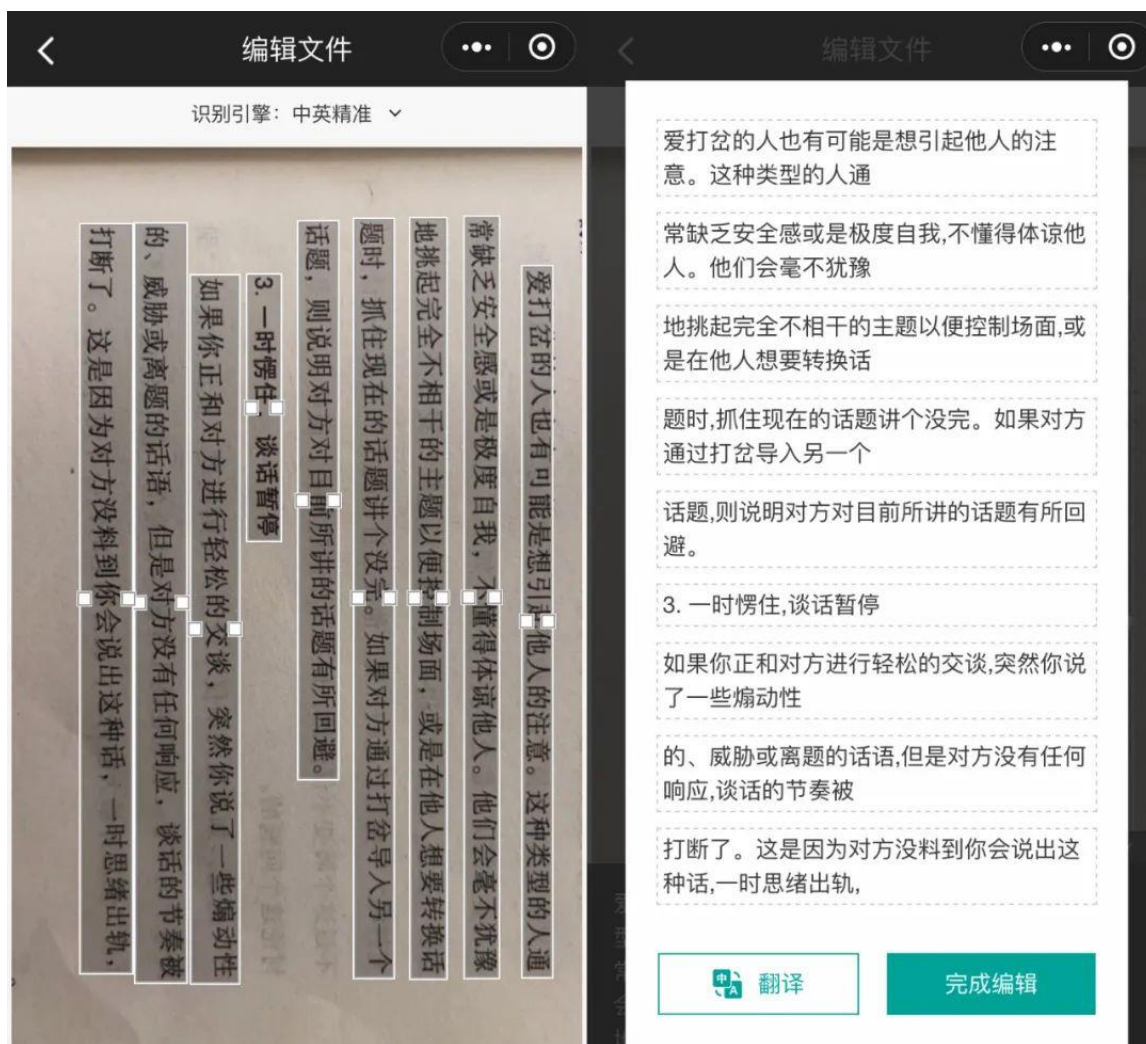 编辑文件
识别引擎：中英精准
爱打岔的人也有可能是想引起他人的注意。这种类型的人通
常缺乏安全感或是极度自我，不懂得体谅他人。他们会毫不犹豫
地挑起完全不相干的主题以便控制场面，或是在他人想要转换话
题时，抓住现在的话题讲个没完。如果对方通过打岔导入另一个
话题，则说明对方对目前所讲的话题有所回避。
3. 一时愣住，谈话暂停
如果你正和对方进行轻松的交谈，突然你说了一些煽动性
的、威胁或离题的话语，但是对方没有任何响应，谈话的节奏被
打断了。这是因为对方没料到你会说出这种话，一时思绪出轨，
编辑文件
爱打岔的人也有可能是想引起他人的注
意。这种类型的人通
常缺乏安全感或是极度自我,不懂得体谅他
人。他们会毫不犹豫
地挑起完全不相干的主题以便控制场面,或
是在他人想要转换话
题时,抓住现在的话题讲个没完。如果对方
通过打岔导入另一个
话题,则说明对方对目前所讲的话题有所回
避。
3. 一时愣住,谈话暂停
如果你正和对方进行轻松的交谈,突然你说
了一些煽动性
的、威胁或离题的话语,但是对方没有任何
响应,谈话的节奏被
打断了。这是因为对方没料到你会说出这
种话,一时思绪出轨,
翻译
完成编辑